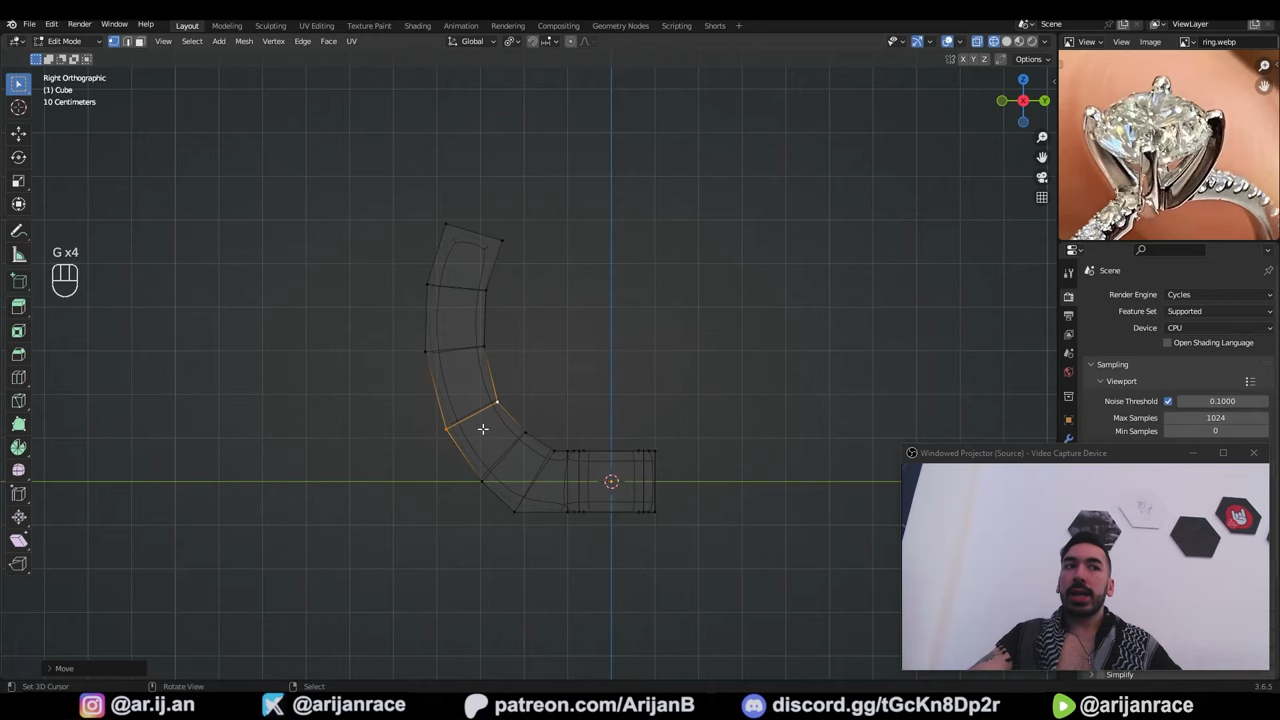 File Edit Render Window Help Layout Modeling Sculpting UV Editing Texture Paint Shading Animation Rendering Compositing Geometry Nodes Scripting Shorts + Scene ViewLayer
Edit Mode View Select Add Mesh Vertex Edge Face UV Global View View Image ring.webp
X Y Z Options
Right Orthographic
(1) Cube
10 Centimeters
Z
X
Y
G x4
Scene
Render Engine Cycles
Feature Set Supported
Device CPU
Open Shading Language
Sampling
Viewport
Noise Threshold 0.1000
Max Samples 1024
Min Samples 0
Windowed Projector (Source) - Video Capture Device
Simplify
Move
Set 3D Cursor Rotate View Select 3.6.5
@ar.ij.an @arijanrace patreon.com/ArijanB discord.gg/tGcKn8Dp2r @arijanrace